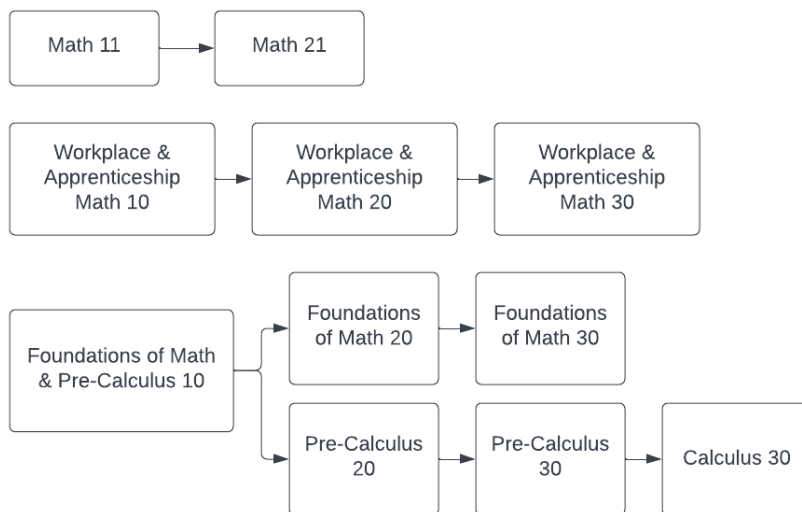 Math 11
Math 21
Workplace &
Apprenticeship
Math 10
Workplace &
Apprenticeship
Math 20
Workplace &
Apprenticeship
Math 30
Foundations of Math
& Pre-Calculus 10
Foundations
of Math 20
Foundations
of Math 30
Pre-Calculus
20
Pre-Calculus
30
Calculus 30